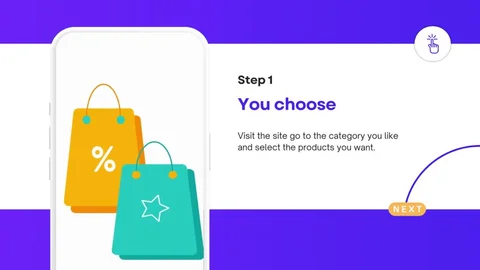 Step 1
You choose
Visit the site go to the category you like
and select the products you want.
%
NEXT